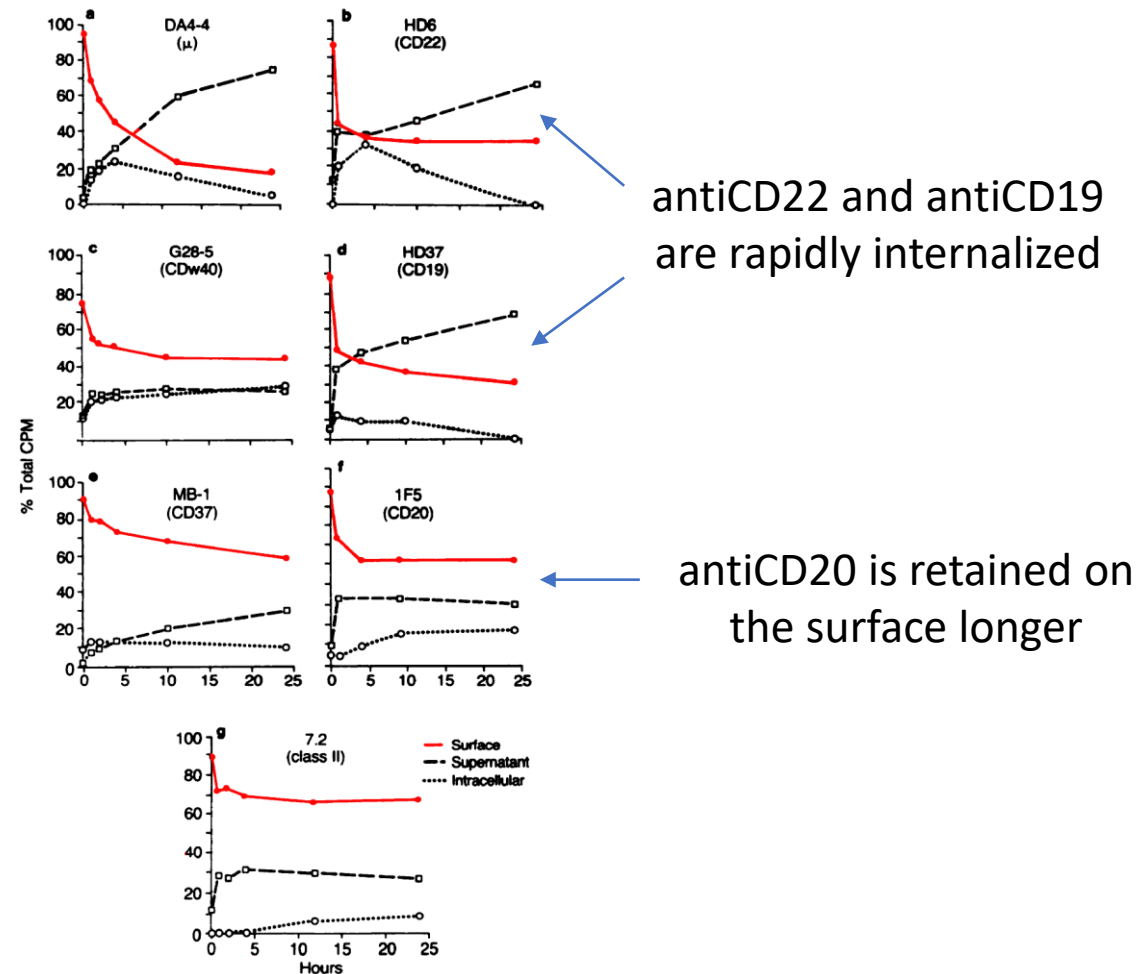 a
DA4-4
(μ)
100
80
60
40
20
0
b
HD6
(CD22)
antiCD22 and antiCD19
are rapidly internalized
c
G28-5
(CDw40)
100
80
60
40
20
d
HD37
(CD19)
% Total CPM
e
MB-1
(CD37)
100
80
60
40
20
0
0 5 10 15 20 25
f
1F5
(CD20)
0 5 10 15 20 25
antiCD20 is retained on
the surface longer
g
7.2
(class II)
100
80
60
40
20
0
0 5 10 15 20 25
Hours
Surface
Supernatant
Intracellular